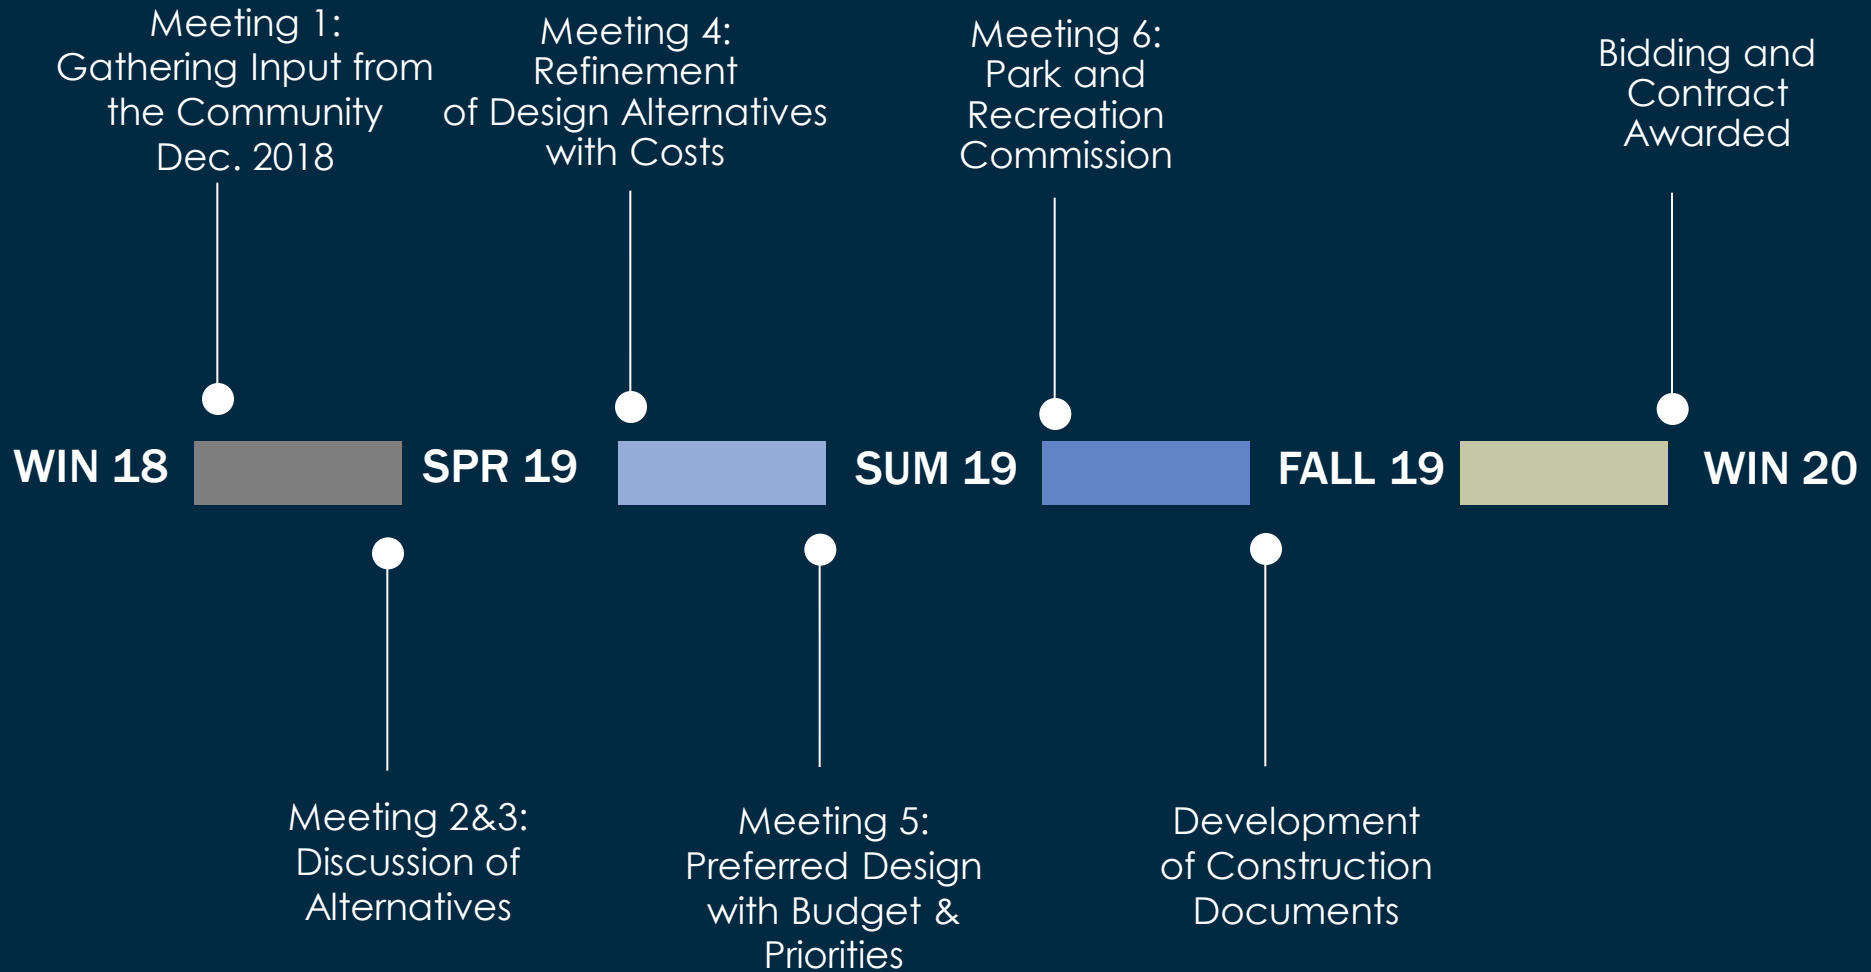 Meeting 1:
Gathering Input from
the Community
Dec. 2018
Meeting 4:
Refinement
of Design Alternatives
with Costs
Meeting 6:
Park and
Recreation
Commission
Bidding and
Contract
Awarded
WIN 18
SPR 19
SUM 19
FALL 19
WIN 20
Meeting 2&3:
Discussion of
Alternatives
Meeting 5:
Preferred Design
with Budget &
Priorities
Development
of Construction
Documents